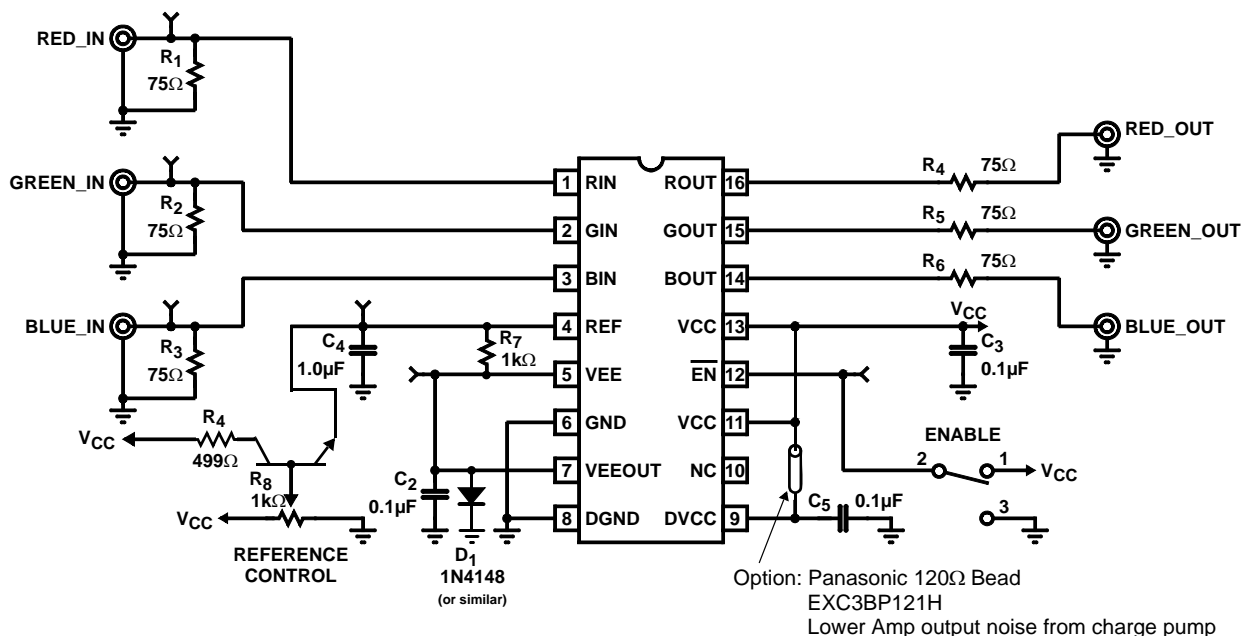 RED_IN
R1
75Ω
GREEN_IN
R2
75Ω
BLUE_IN
R3
75Ω
RED_OUT
R4 75Ω
GREEN_OUT
R5 75Ω
BLUE_OUT
R6 75Ω
1 RIN ROUT 16
2 GIN GOUT 15
3 BIN BOUT 14
4 REF VCC 13
5 VEE EN 12
6 GND VCC 11
7 VEEOUT NC 10
8 DGND DVCC 9
C4
1.0µF
R7
1kΩ
VCC
C3
0.1µF
VCC
R4
499Ω
R8
1kΩ
VCC
REFERENCE
CONTROL
C2
0.1µF
D1
1N4148
(or similar)
C5 0.1µF
ENABLE
2 1 VCC
3
Option: Panasonic 120Ω Bead
EXC3BP121H
Lower Amp output noise from charge pump